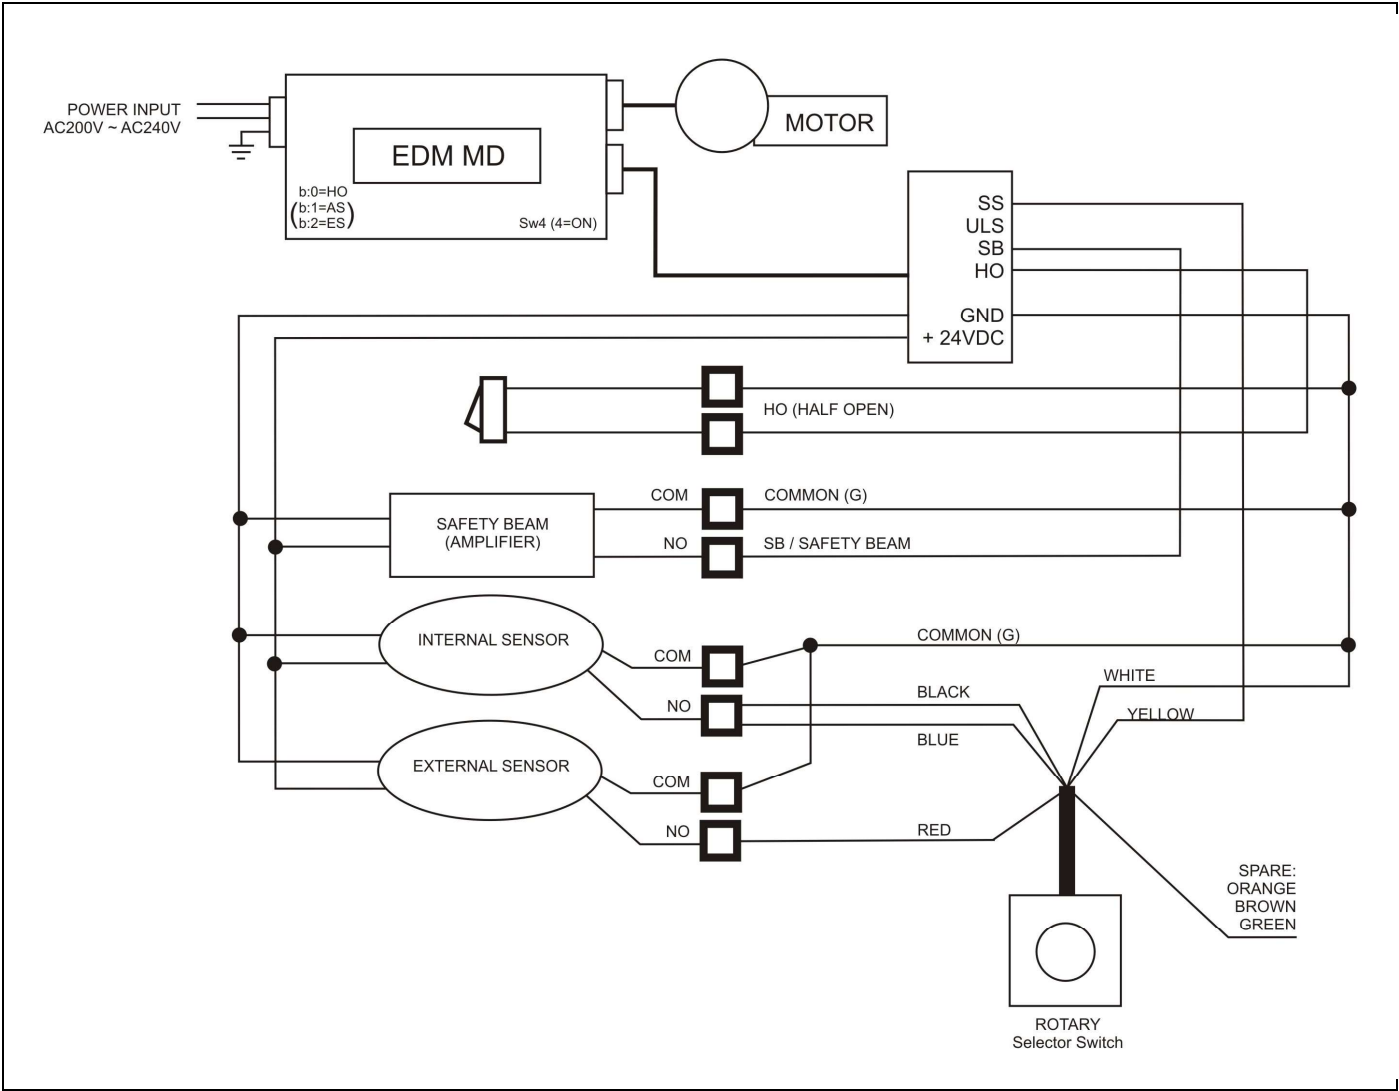 POWER INPUT
AC200V ~ AC240V
EDM MD
b:0=HO
(b:1=AS
b:2=ES)
Sw4 (4=ON)
MOTOR
SS
ULS
SB
HO
GND
+ 24VDC
HO (HALF OPEN)
SAFETY BEAM
(AMPLIFIER)
COM
COMMON (G)
NO
SB / SAFETY BEAM
INTERNAL SENSOR
COM
COMMON (G)
NO
BLACK
BLUE
WHITE
YELLOW
EXTERNAL SENSOR
COM
NO
RED
SPARE:
ORANGE
BROWN
GREEN
ROTARY
Selector Switch